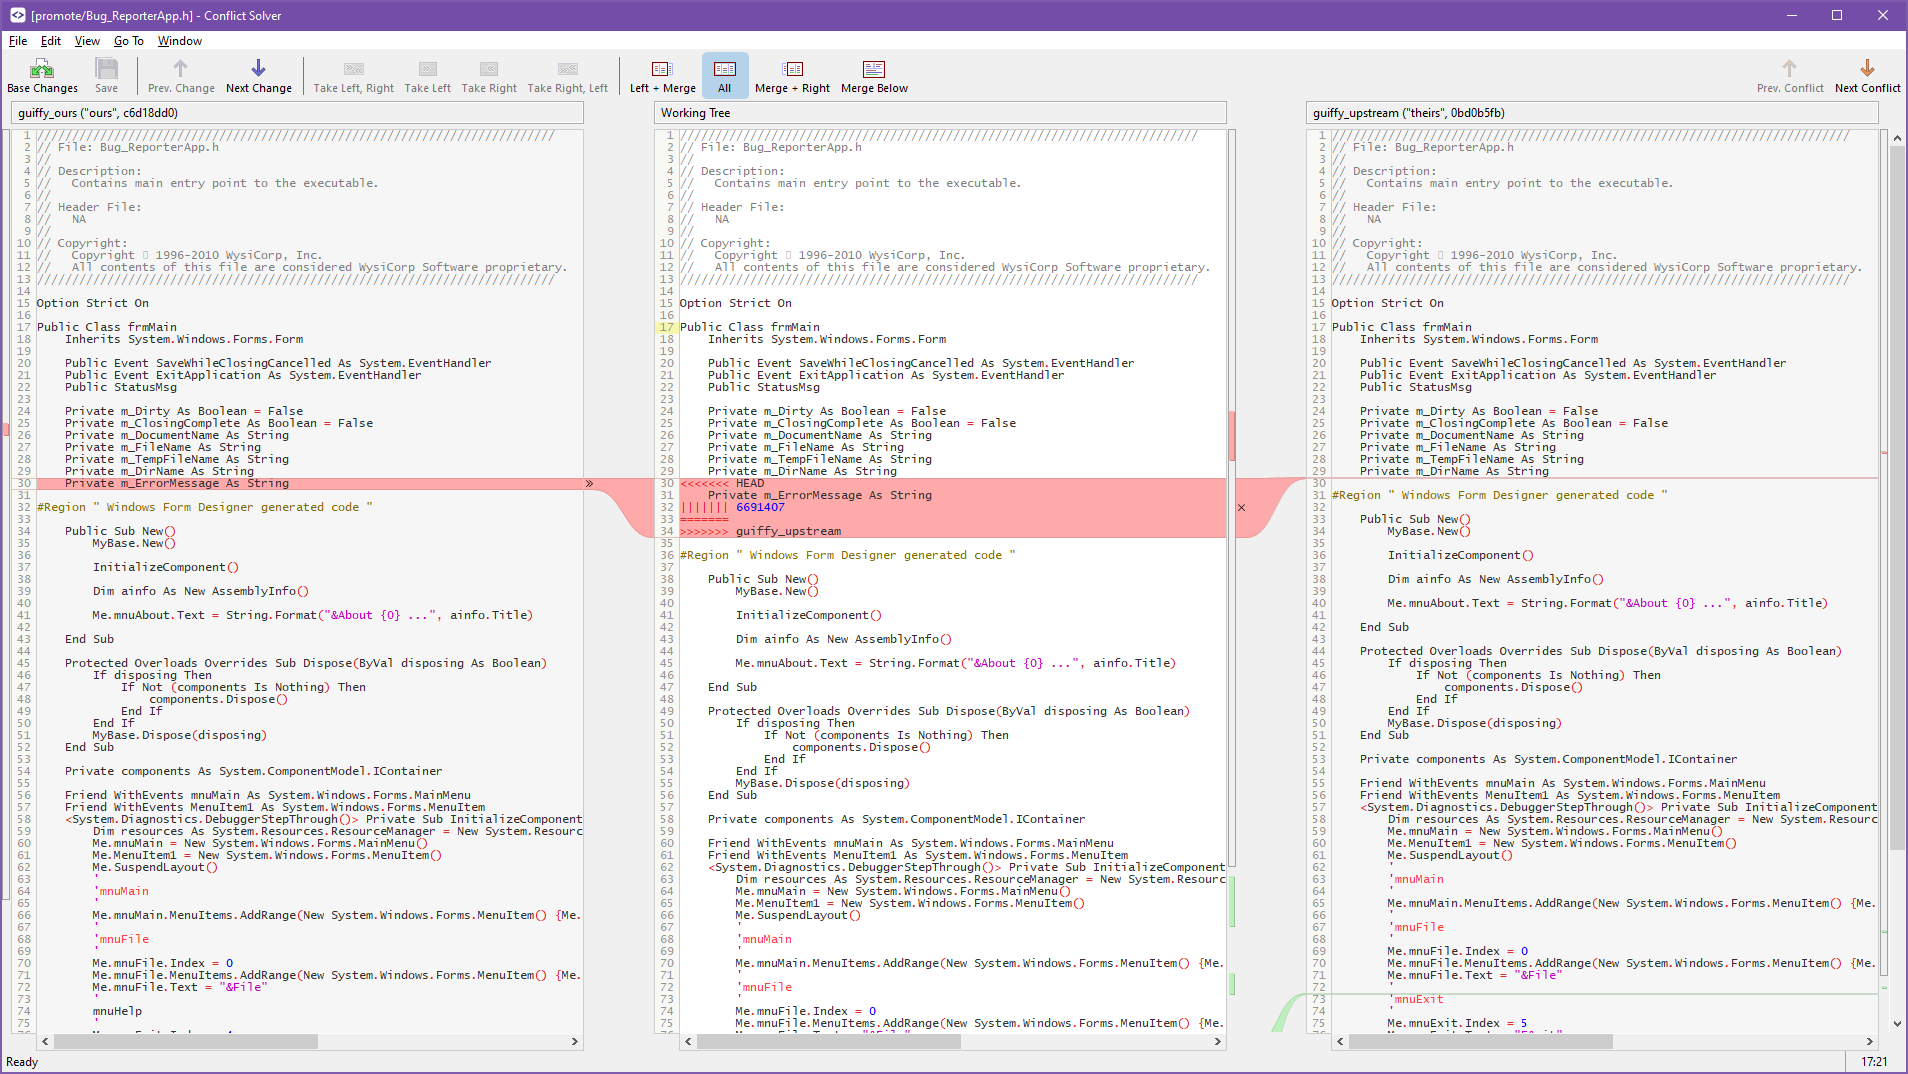 [promote/Bug_ReporterApp.h] - Conflict Solver
File Edit View Go To Window
Base Changes Save Prev. Change Next Change Take Left, Right Take Left Take Right Take Right, Left Left + Merge All Merge + Right Merge Below Prev. Conflict Next Conflict
guiffy_ours ("ours", c6d18dd0)
1 //////////////////////////////////////////////////////////////////////////
2 // File: Bug_ReporterApp.h
3 //
4 // Description:
5 //   Contains main entry point to the executable.
6 //
7 // Header File:
8 //   NA
9 //
10 // Copyright:
11 //   Copyright 1996-2010 WysiCorp, Inc.
12 //   All contents of this file are considered WysiCorp Software proprietary.
13 //////////////////////////////////////////////////////////////////////////
14
15 Option Strict On
16
17 Public Class frmMain
18     Inherits System.Windows.Forms.Form
19
20     Public Event SaveWhileClosingCancelled As System.EventHandler
21     Public Event ExitApplication As System.EventHandler
22     Public StatusMsg
23
24     Private m_Dirty As Boolean = False
25     Private m_ClosingComplete As Boolean = False
26     Private m_DocumentName As String
27     Private m_FileName As String
28     Private m_TempFileName As String
29     Private m_DirName As String
30     Private m_ErrorMessage As String
31
32 #Region " Windows Form Designer generated code "
33
34     Public Sub New()
35         MyBase.New()
36
37         InitializeComponent()
38
39         Dim ainfo As New AssemblyInfo()
40
41         Me.mnuAbout.Text = String.Format("&About {0} ...", ainfo.Title)
42
43     End Sub
44
45     Protected Overloads Overrides Sub Dispose(ByVal disposing As Boolean)
46         If disposing Then
47             If Not (components Is Nothing) Then
48                 components.Dispose()
49             End If
50         End If
51         MyBase.Dispose(disposing)
52     End Sub
53
54     Private components As System.ComponentModel.IContainer
55
56     Friend WithEvents mnuMain As System.Windows.Forms.MainMenu
57     Friend WithEvents MenuItem1 As System.Windows.Forms.MenuItem
58     <System.Diagnostics.DebuggerStepThrough()> Private Sub InitializeComponent
59         Dim resources As System.Resources.ResourceManager = New System.Resourc
60         Me.mnuMain = New System.Windows.Forms.MainMenu()
61         Me.MenuItem1 = New System.Windows.Forms.MenuItem()
62         Me.SuspendLayout()
63         '
64         'mnuMain
65         '
66         Me.mnuMain.MenuItems.AddRange(New System.Windows.Forms.MenuItem() {Me.
67         '
68         'mnuFile
69         '
70         Me.mnuFile.Index = 0
71         Me.mnuFile.MenuItems.AddRange(New System.Windows.Forms.MenuItem() {Me.
72         Me.mnuFile.Text = "&File"
73         '
74         mnuHelp
75         '
Working Tree
1 //////////////////////////////////////////////////////////////////////////
2 // File: Bug_ReporterApp.h
3 //
4 // Description:
5 //   Contains main entry point to the executable.
6 //
7 // Header File:
8 //   NA
9 //
10 // Copyright:
11 //   Copyright 1996-2010 WysiCorp, Inc.
12 //   All contents of this file are considered WysiCorp Software proprietary.
13 //////////////////////////////////////////////////////////////////////////
14
15 Option Strict On
16
17 Public Class frmMain
18     Inherits System.Windows.Forms.Form
19
20     Public Event SaveWhileClosingCancelled As System.EventHandler
21     Public Event ExitApplication As System.EventHandler
22     Public StatusMsg
23
24     Private m_Dirty As Boolean = False
25     Private m_ClosingComplete As Boolean = False
26     Private m_DocumentName As String
27     Private m_FileName As String
28     Private m_TempFileName As String
29     Private m_DirName As String
30 <<<<<<< HEAD
31     Private m_ErrorMessage As String
32 ||||||| 6691407
33 =======
34 >>>>>>> guiffy_upstream
35
36 #Region " Windows Form Designer generated code "
37
38     Public Sub New()
39         MyBase.New()
40
41         InitializeComponent()
42
43         Dim ainfo As New AssemblyInfo()
44
45         Me.mnuAbout.Text = String.Format("&About {0} ...", ainfo.Title)
46
47     End Sub
48
49     Protected Overloads Overrides Sub Dispose(ByVal disposing As Boolean)
50         If disposing Then
51             If Not (components Is Nothing) Then
52                 components.Dispose()
53             End If
54         End If
55         MyBase.Dispose(disposing)
56     End Sub
57
58     Private components As System.ComponentModel.IContainer
59
60     Friend WithEvents mnuMain As System.Windows.Forms.MainMenu
61     Friend WithEvents MenuItem1 As System.Windows.Forms.MenuItem
62     <System.Diagnostics.DebuggerStepThrough()> Private Sub InitializeComponent
63         Dim resources As System.Resources.ResourceManager = New System.Resourc
64         Me.mnuMain = New System.Windows.Forms.MainMenu()
65         Me.MenuItem1 = New System.Windows.Forms.MenuItem()
66         Me.SuspendLayout()
67         '
68         'mnuMain
69         '
70         Me.mnuMain.MenuItems.AddRange(New System.Windows.Forms.MenuItem() {Me.
71         '
72         'mnuFile
73         '
74         Me.mnuFile.Index = 0
75         Me.mnuFile.MenuItems.AddRange(New System.Windows.Forms.MenuItem() {Me.
guiffy_upstream ("theirs", 0bd0b5fb)
1 //////////////////////////////////////////////////////////////////////////
2 // File: Bug_ReporterApp.h
3 //
4 // Description:
5 //   Contains main entry point to the executable.
6 //
7 // Header File:
8 //   NA
9 //
10 // Copyright:
11 //   Copyright 1996-2010 WysiCorp, Inc.
12 //   All contents of this file are considered WysiCorp Software proprietary.
13 //////////////////////////////////////////////////////////////////////////
14
15 Option Strict On
16
17 Public Class frmMain
18     Inherits System.Windows.Forms.Form
19
20     Public Event SaveWhileClosingCancelled As System.EventHandler
21     Public Event ExitApplication As System.EventHandler
22     Public StatusMsg
23
24     Private m_Dirty As Boolean = False
25     Private m_ClosingComplete As Boolean = False
26     Private m_DocumentName As String
27     Private m_FileName As String
28     Private m_TempFileName As String
29     Private m_DirName As String
30
31 #Region " Windows Form Designer generated code "
32
33     Public Sub New()
34         MyBase.New()
35
36         InitializeComponent()
37
38         Dim ainfo As New AssemblyInfo()
39
40         Me.mnuAbout.Text = String.Format("&About {0} ...", ainfo.Title)
41
42     End Sub
43
44     Protected Overloads Overrides Sub Dispose(ByVal disposing As Boolean)
45         If disposing Then
46             If Not (components Is Nothing) Then
47                 components.Dispose()
48             End If
49         End If
50         MyBase.Dispose(disposing)
51     End Sub
52
53     Private components As System.ComponentModel.IContainer
54
55     Friend WithEvents mnuMain As System.Windows.Forms.MainMenu
56     Friend WithEvents MenuItem1 As System.Windows.Forms.MenuItem
57     <System.Diagnostics.DebuggerStepThrough()> Private Sub InitializeComponent
58         Dim resources As System.Resources.ResourceManager = New System.Resourc
59         Me.mnuMain = New System.Windows.Forms.MainMenu()
60         Me.MenuItem1 = New System.Windows.Forms.MenuItem()
61         Me.SuspendLayout()
62         '
63         'mnuMain
64         '
65         Me.mnuMain.MenuItems.AddRange(New System.Windows.Forms.MenuItem() {Me.
66         '
67         'mnuFile
68         '
69         Me.mnuFile.Index = 0
70         Me.mnuFile.MenuItems.AddRange(New System.Windows.Forms.MenuItem() {Me.
71         Me.mnuFile.Text = "&File"
72         '
73         'mnuExit
74         '
75         Me.mnuExit.Index = 5
Ready
17:21